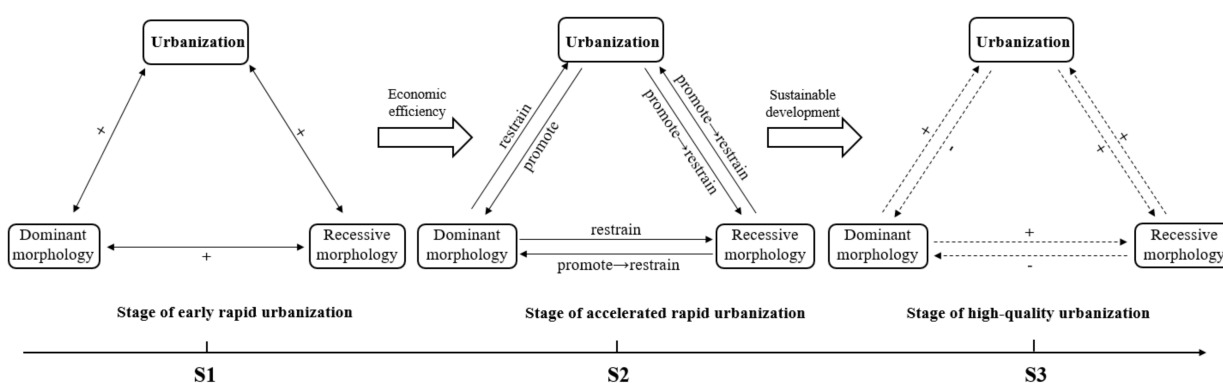 Urbanization
+
+
Dominant
morphology
Recessive
morphology
+
Stage of early rapid urbanization
Economic
efficiency
Urbanization
restrain
promote
promote→restrain
promote→restrain
Dominant
morphology
restrain
promote→restrain
Recessive
morphology
Stage of accelerated rapid urbanization
Sustainable
development
Urbanization
+
-
+
+
Dominant
morphology
+
-
Recessive
morphology
Stage of high-quality urbanization
S1
S2
S3